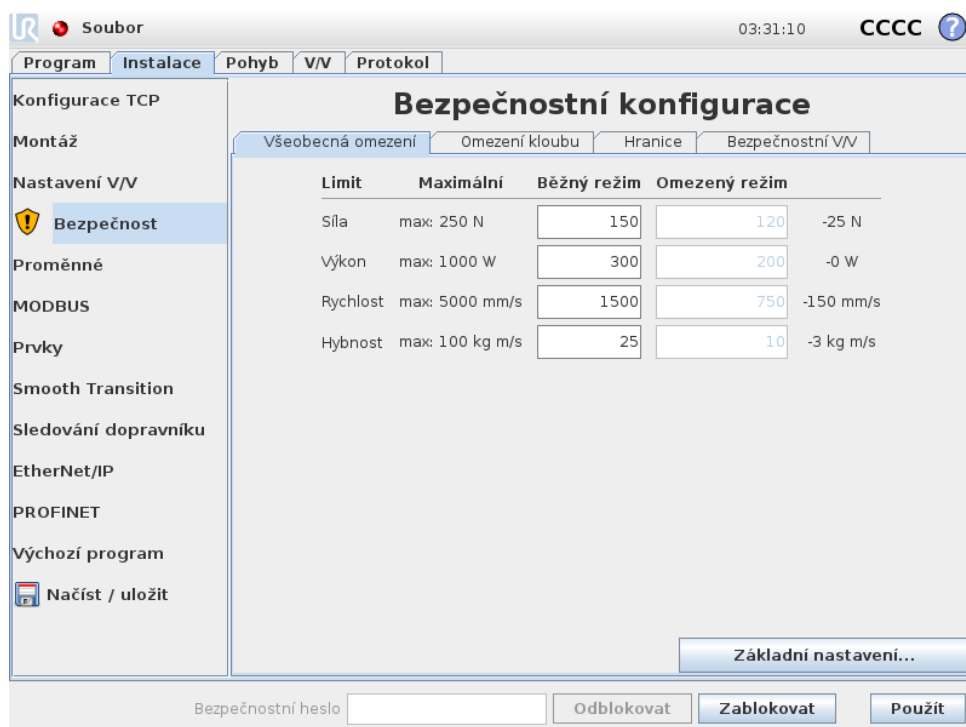 UR Soubor 03:31:10 CCCC ?
Program Instalace Pohyb V/V Protokol
Konfigurace TCP
Montáž
Nastavení V/V
Bezpečnost
Proměnné
MODBUS
Prvky
Smooth Transition
Sledování dopravníku
EtherNet/IP
PROFINET
Výchozí program
Načíst / uložit
Bezpečnostní konfigurace
Všeobecná omezení Omezení kloubu Hranice Bezpečnostní V/V
Limit Maximální Běžný režim Omezený režim
Síla max: 250 N 150 120 -25 N
Výkon max: 1000 W 300 200 -0 W
Rychlost max: 5000 mm/s 1500 750 -150 mm/s
Hybnost max: 100 kg m/s 25 10 -3 kg m/s
Základní nastavení...
Bezpečnostní heslo Odblokovat Zablokovat Použít